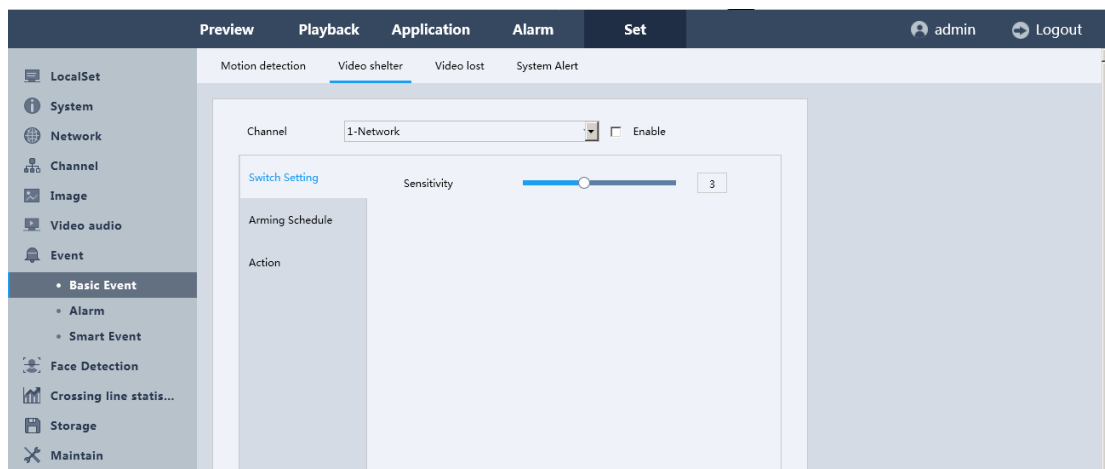 Preview Playback Application Alarm Set admin Logout
Motion detection Video shelter Video lost System Alert
LocalSet
System
Network
Channel
Image
Video audio
Event
Basic Event
Alarm
Smart Event
Face Detection
Crossing line statis...
Storage
Maintain
Channel 1-Network Enable
Switch Setting
Arming Schedule
Action
Sensitivity 3